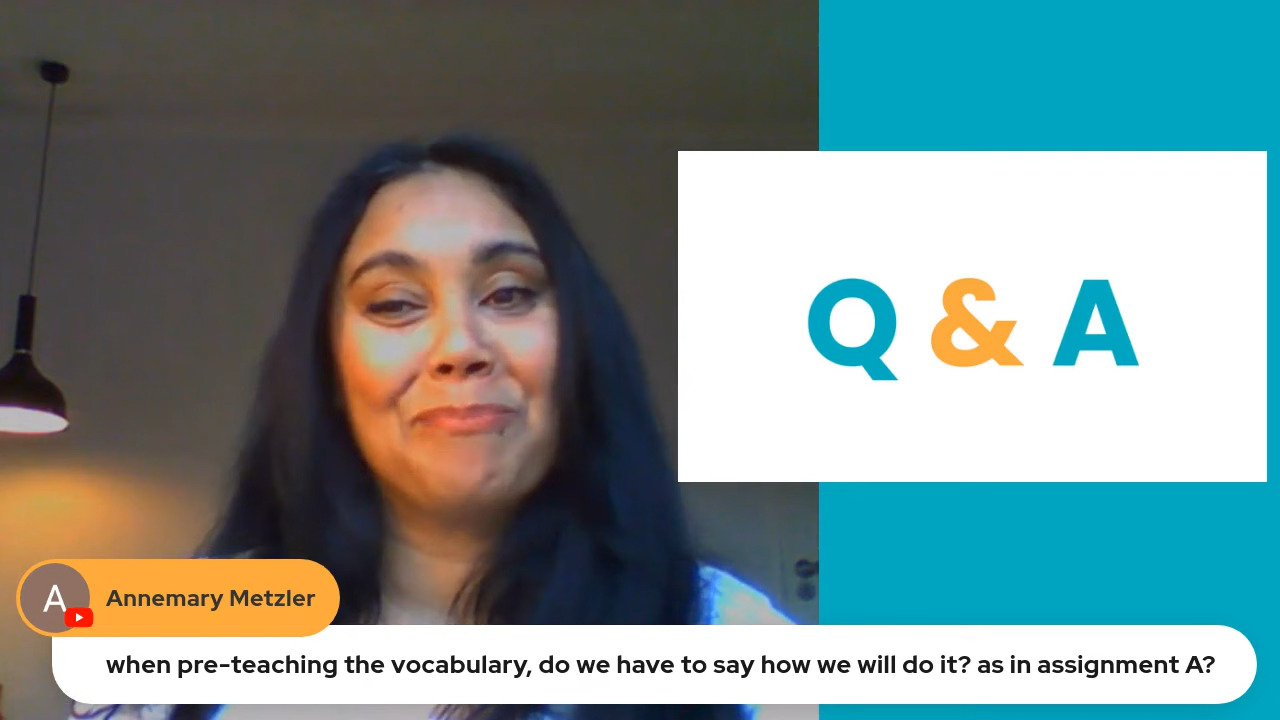 Q & A
A
Annemary Metzler
when pre-teaching the vocabulary, do we have to say how we will do it? as in assignment A?